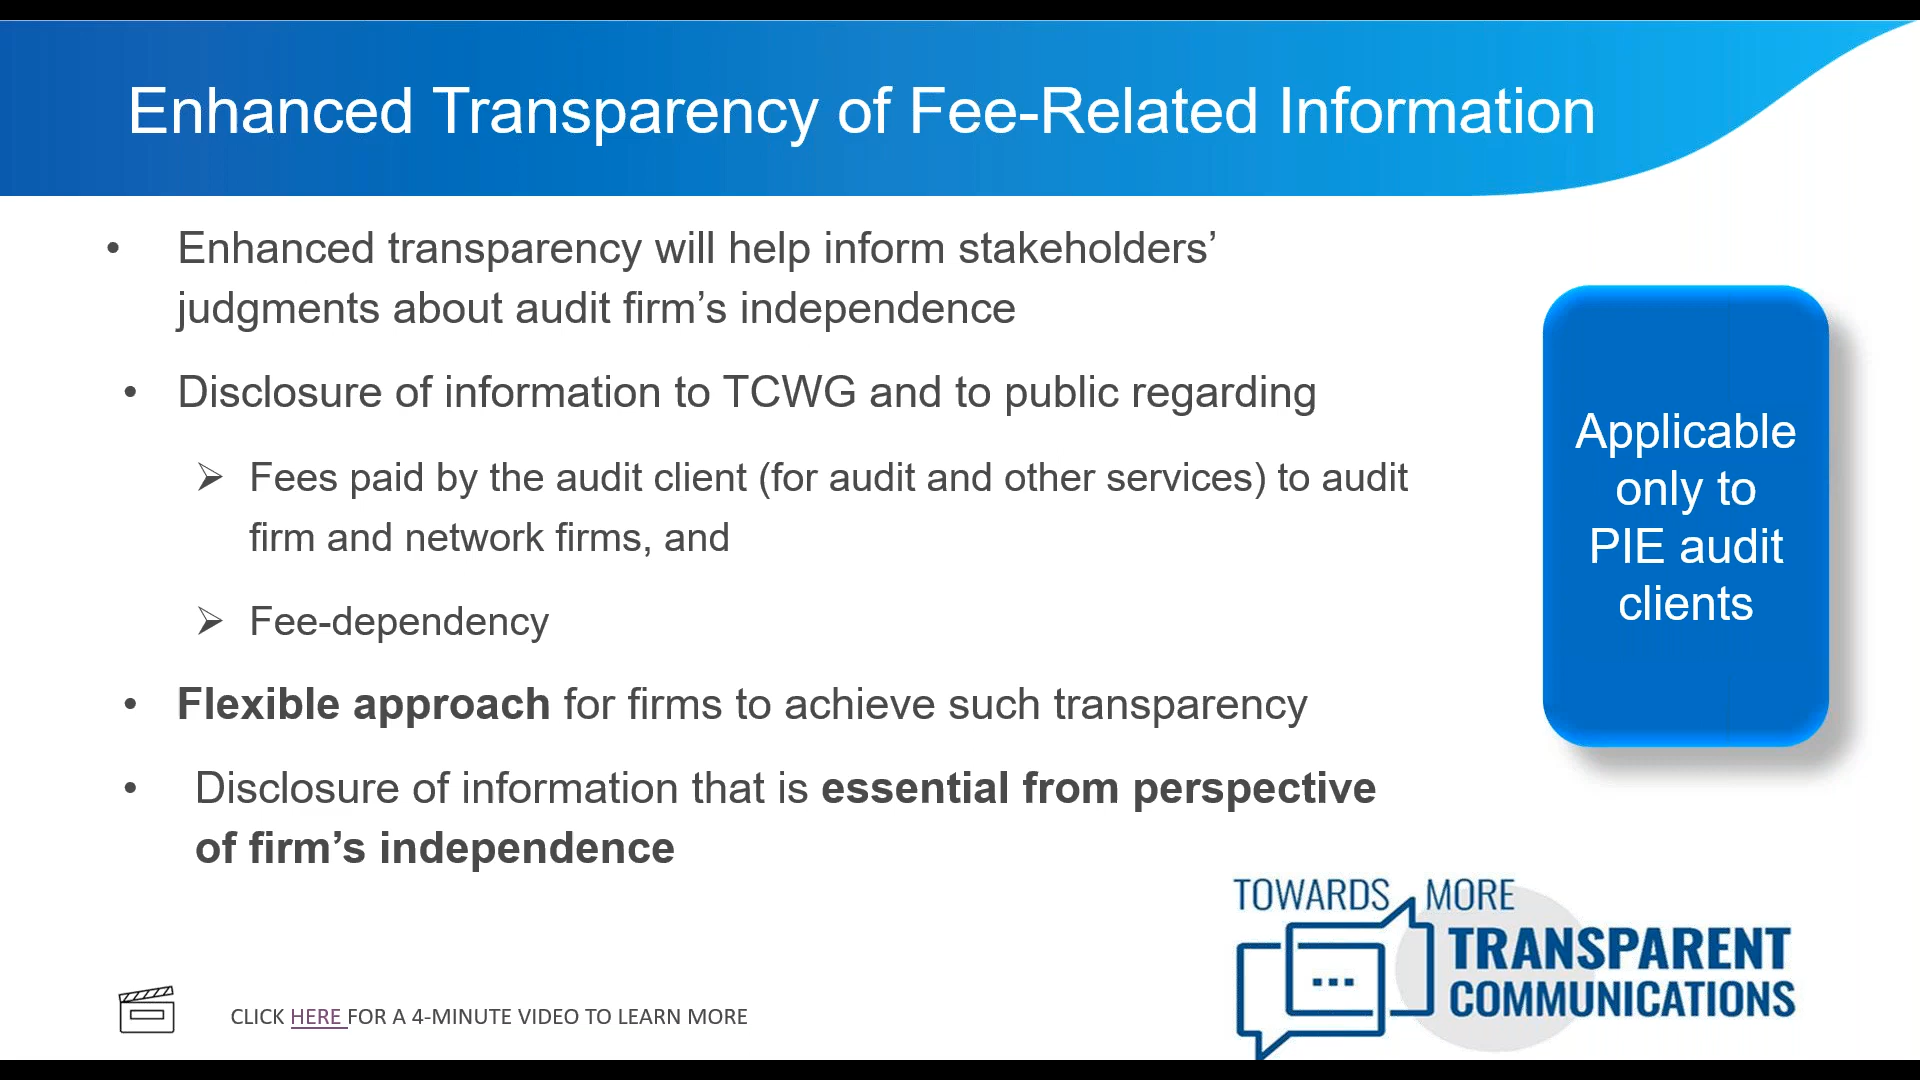 Enhanced Transparency of Fee-Related Information
• Enhanced transparency will help inform stakeholders’
judgments about audit firm’s independence
• Disclosure of information to TCWG and to public regarding
➢ Fees paid by the audit client (for audit and other services) to audit
firm and network firms, and
➢ Fee-dependency
• Flexible approach for firms to achieve such transparency
• Disclosure of information that is essential from perspective
of firm’s independence
Applicable
only to
PIE audit
clients
CLICK HERE FOR A 4-MINUTE VIDEO TO LEARN MORE
TOWARDS MORE
TRANSPARENT
COMMUNICATIONS